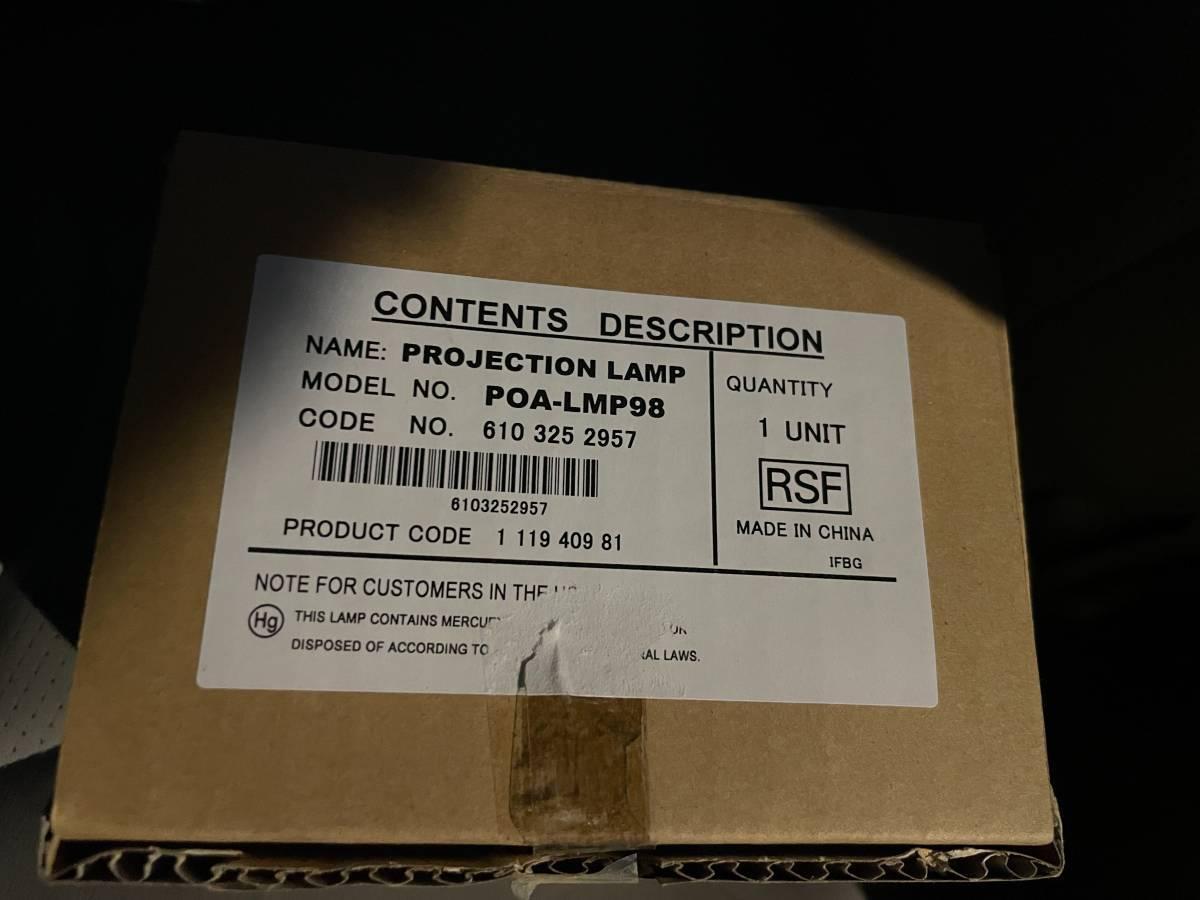 CONTENTS DESCRIPTION
NAME: PROJECTION LAMP
MODEL NO. POA-LMP98
CODE NO. 610 325 2957
6103252957
PRODUCT CODE 1 119 409 81
QUANTITY
1 UNIT
RSF
MADE IN CHINA
IFBG
NOTE FOR CUSTOMERS IN THE
Hg THIS LAMP CONTAINS
DISPOSED OF ACCORDING TO LAWS.